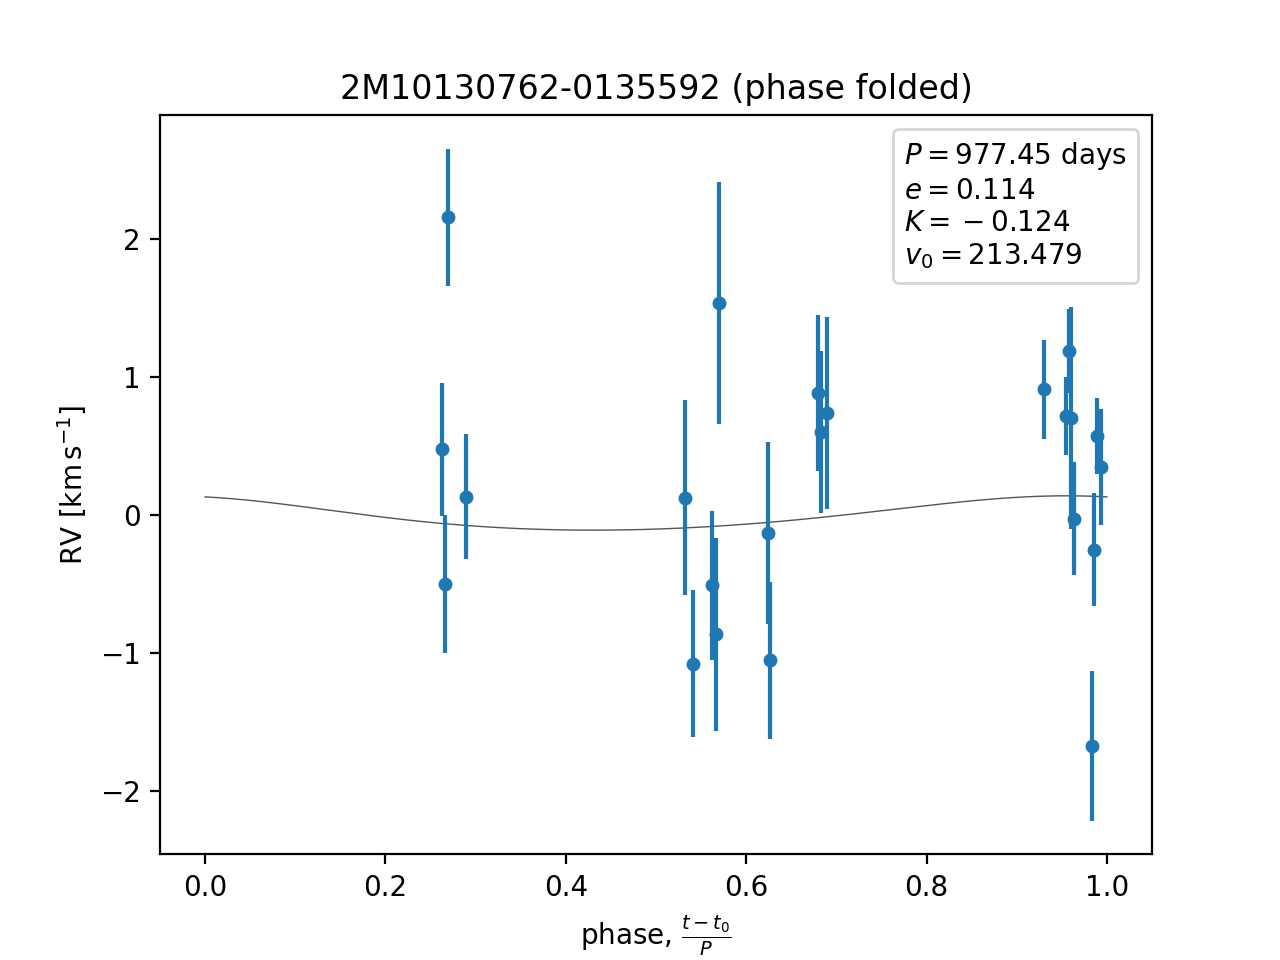 2M10130762-0135592 (phase folded)
P = 977.45 days
e = 0.114
K = −0.124
v₀ = 213.479
RV [km s⁻¹]
2
1
0
−1
−2
0.0 0.2 0.4 0.6 0.8 1.0
phase, (t − t₀)/P